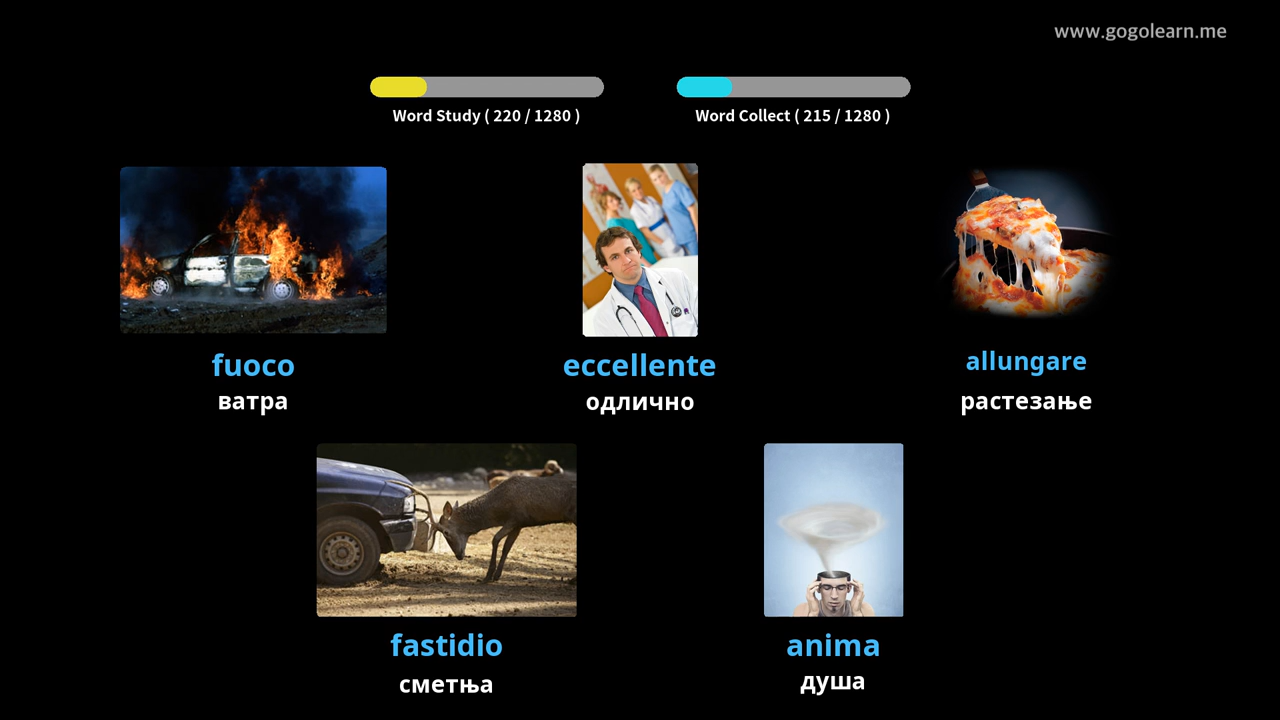 www.gogolearn.me
Word Study ( 220 / 1280 )
Word Collect ( 215 / 1280 )
fuoco
ватра
eccellente
одлично
allungare
растезање
fastidio
сметња
anima
душа